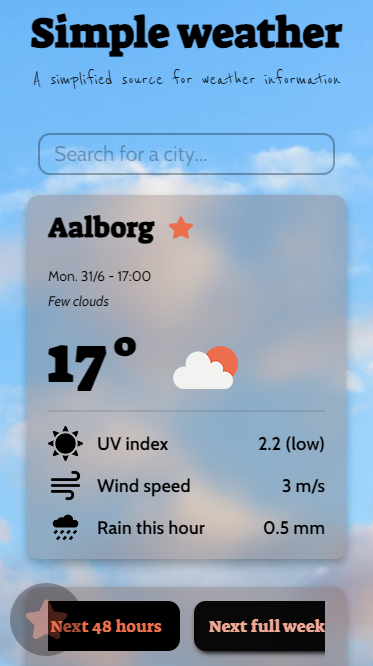 Simple weather
A simplified source for weather information
Search for a city...
Aalborg
Mon. 31/6 - 17:00
Few clouds
17°
UV index 2.2 (low)
Wind speed 3 m/s
Rain this hour 0.5 mm
Next 48 hours Next full week